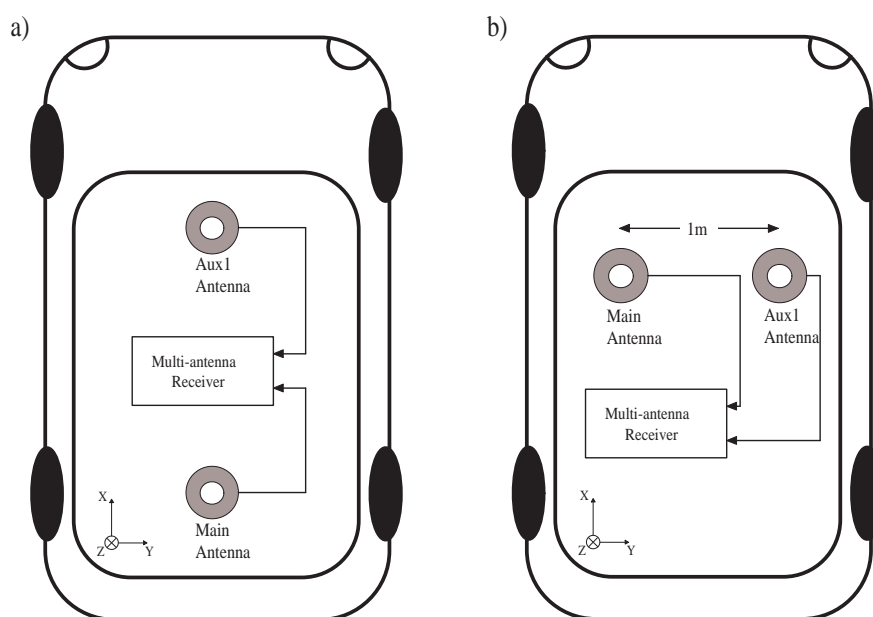 a)
Aux1
Antenna
Multi-antenna
Receiver
X
Z
Y
Main
Antenna
b)
1m
Main
Antenna
Aux1
Antenna
Multi-antenna
Receiver
X
Z
Y